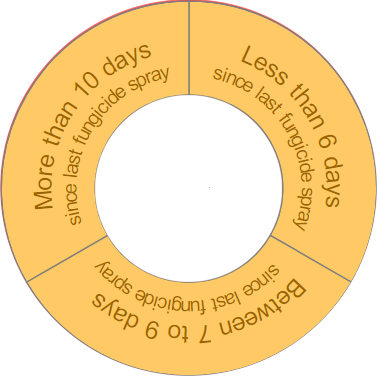 Less than 6 days
since last fungicide spray
Between 7 to 9 days
since last fungicide spray
More than 10 days
since last fungicide spray